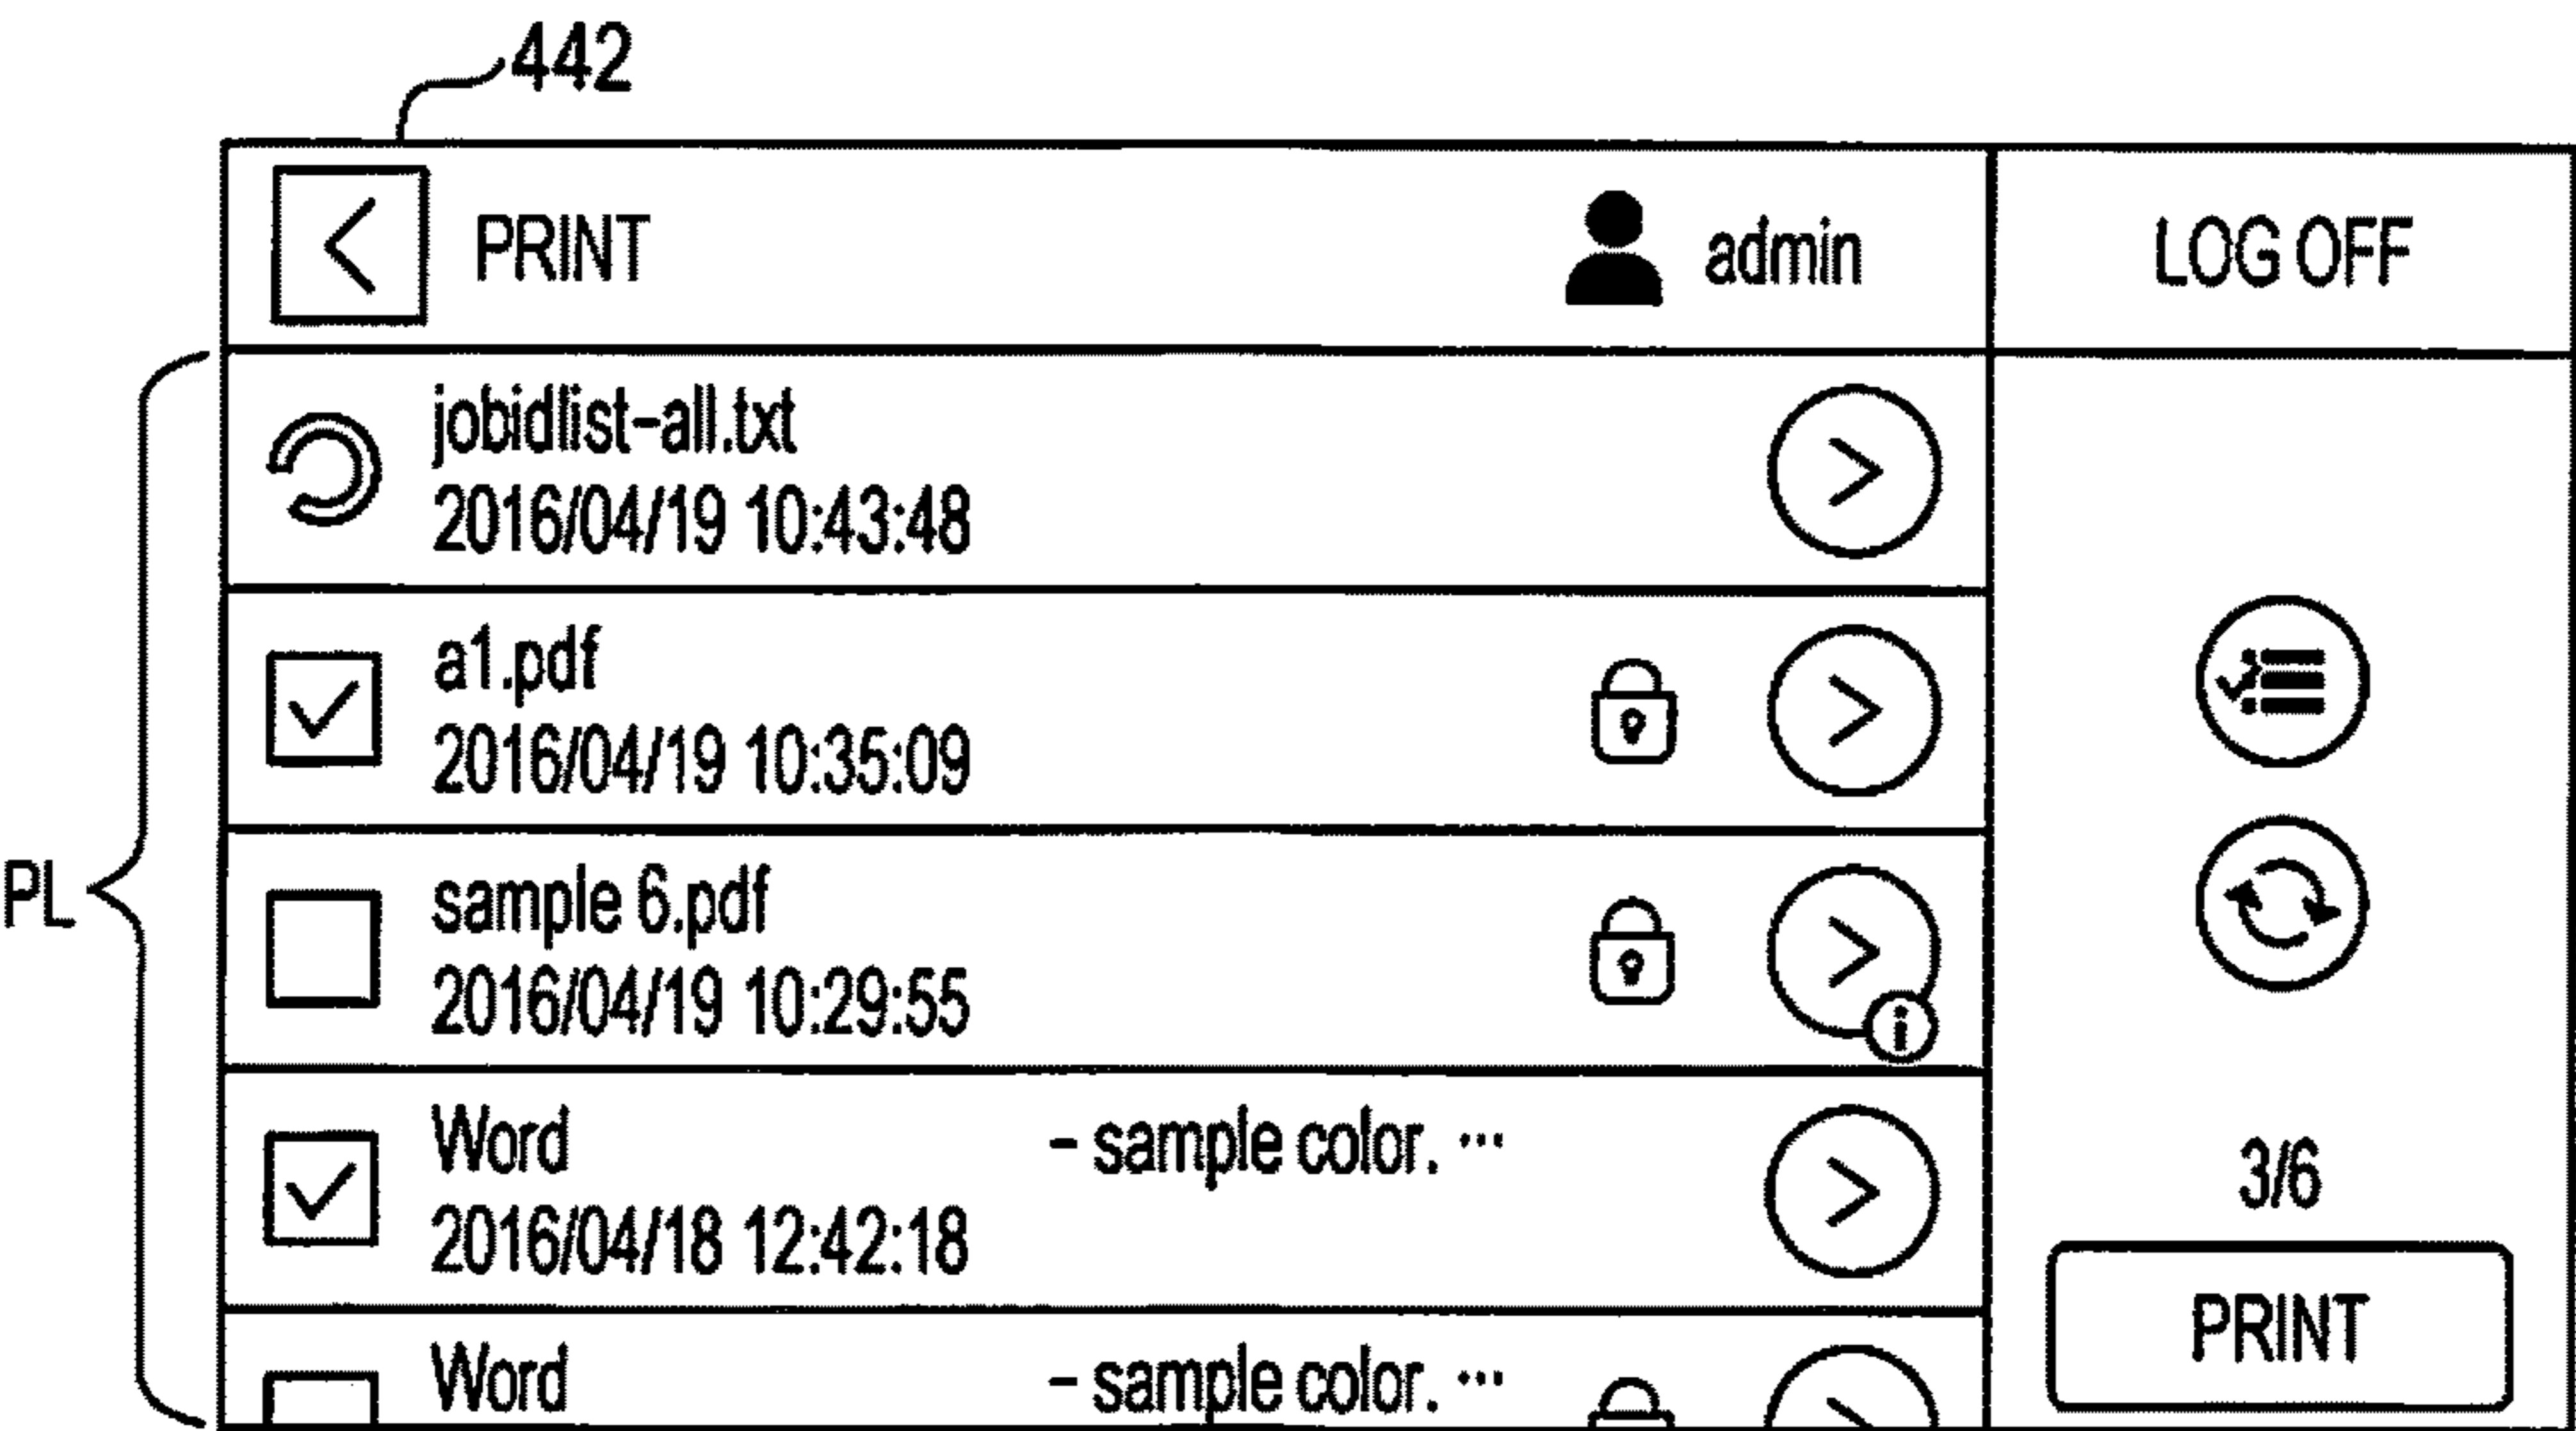 442
PRINT admin LOG OFF
jobidlist-all.txt
2016/04/19 10:43:48
a1.pdf
2016/04/19 10:35:09
PL
sample 6.pdf
2016/04/19 10:29:55
i
Word - sample color. ...
2016/04/18 12:42:18
3/6
PRINT
Word - sample color. ...